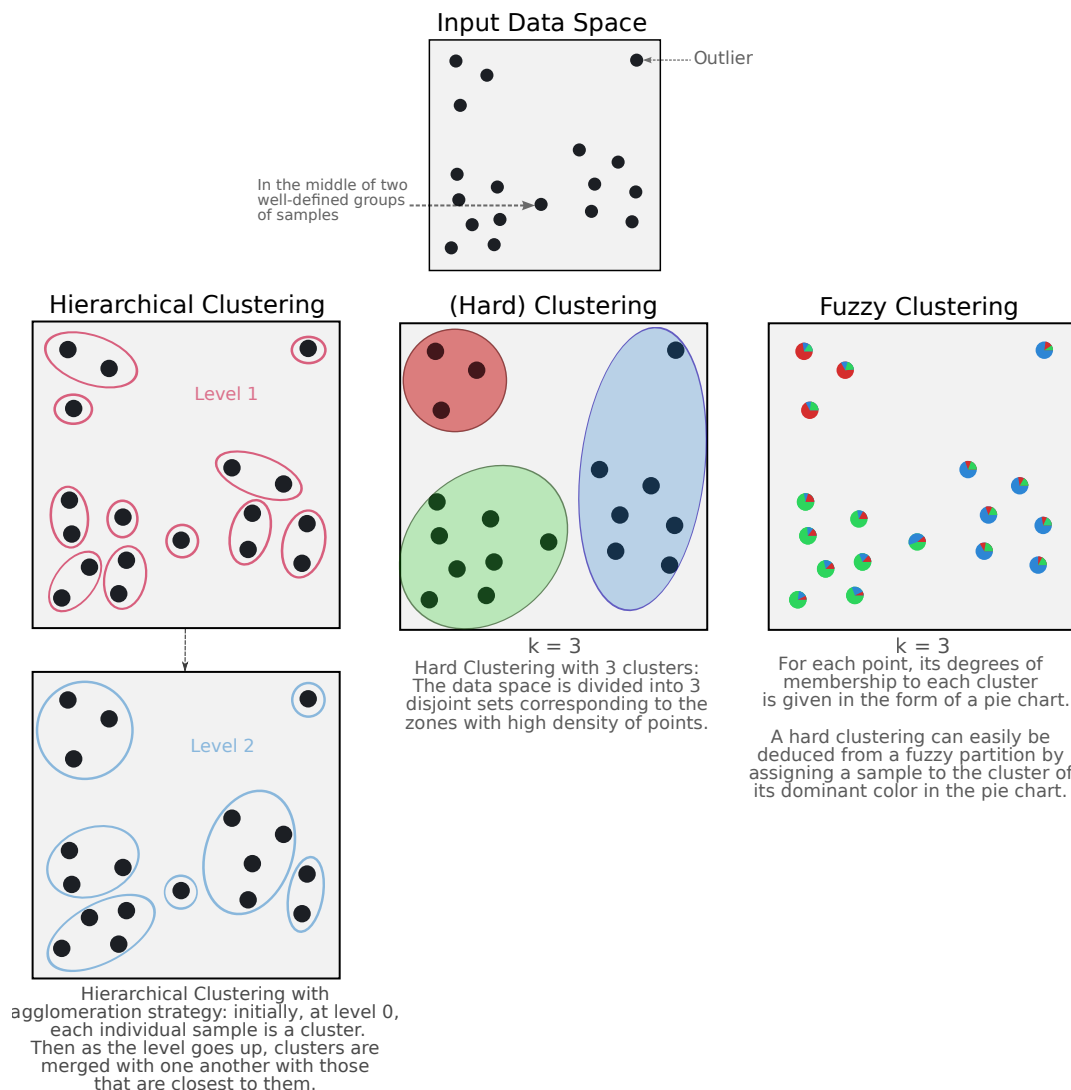 Input Data Space
Outlier
In the middle of two
well-defined groups
of samples
Hierarchical Clustering
Level 1
(Hard) Clustering
Fuzzy Clustering
k = 3
Hard Clustering with 3 clusters:
The data space is divided into 3
disjoint sets corresponding to the
zones with high density of points.
k = 3
For each point, its degrees of
membership to each cluster
is given in the form of a pie chart.
A hard clustering can easily be
deduced from a fuzzy partition by
assigning a sample to the cluster of
its dominant color in the pie chart.
Level 2
Hierarchical Clustering with
agglomeration strategy: initially, at level 0,
each individual sample is a cluster.
Then as the level goes up, clusters are
merged with one another with those
that are closest to them.